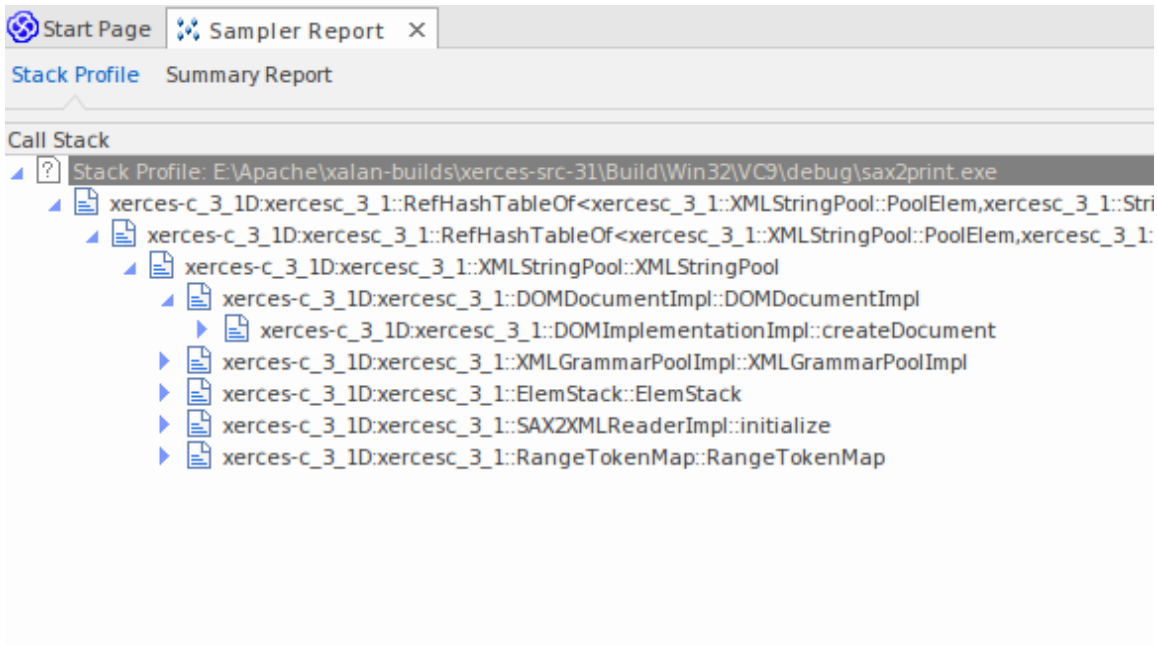 Start Page Sampler Report
Stack Profile Summary Report
Call Stack
Stack Profile: E:\Apache\xalan-builds\xerces-src-31\Build\Win32\VC9\debug\sax2print.exe
xerces-c_3_1D:xercesc_3_1::RefHashTableOf<xercesc_3_1::XMLStringPool::PoolElem,xercesc_3_1::Stri
xerces-c_3_1D:xercesc_3_1::RefHashTableOf<xercesc_3_1::XMLStringPool::PoolElem,xercesc_3_1:
xerces-c_3_1D:xercesc_3_1::XMLStringPool::XMLStringPool
xerces-c_3_1D:xercesc_3_1::DOMDocumentImpl::DOMDocumentImpl
xerces-c_3_1D:xercesc_3_1::DOMImplementationImpl::createDocument
xerces-c_3_1D:xercesc_3_1::XMLGrammarPoolImpl::XMLGrammarPoolImpl
xerces-c_3_1D:xercesc_3_1::ElemStack::ElemStack
xerces-c_3_1D:xercesc_3_1::SAX2XMLReaderImpl::initialize
xerces-c_3_1D:xercesc_3_1::RangeTokenMap::RangeTokenMap